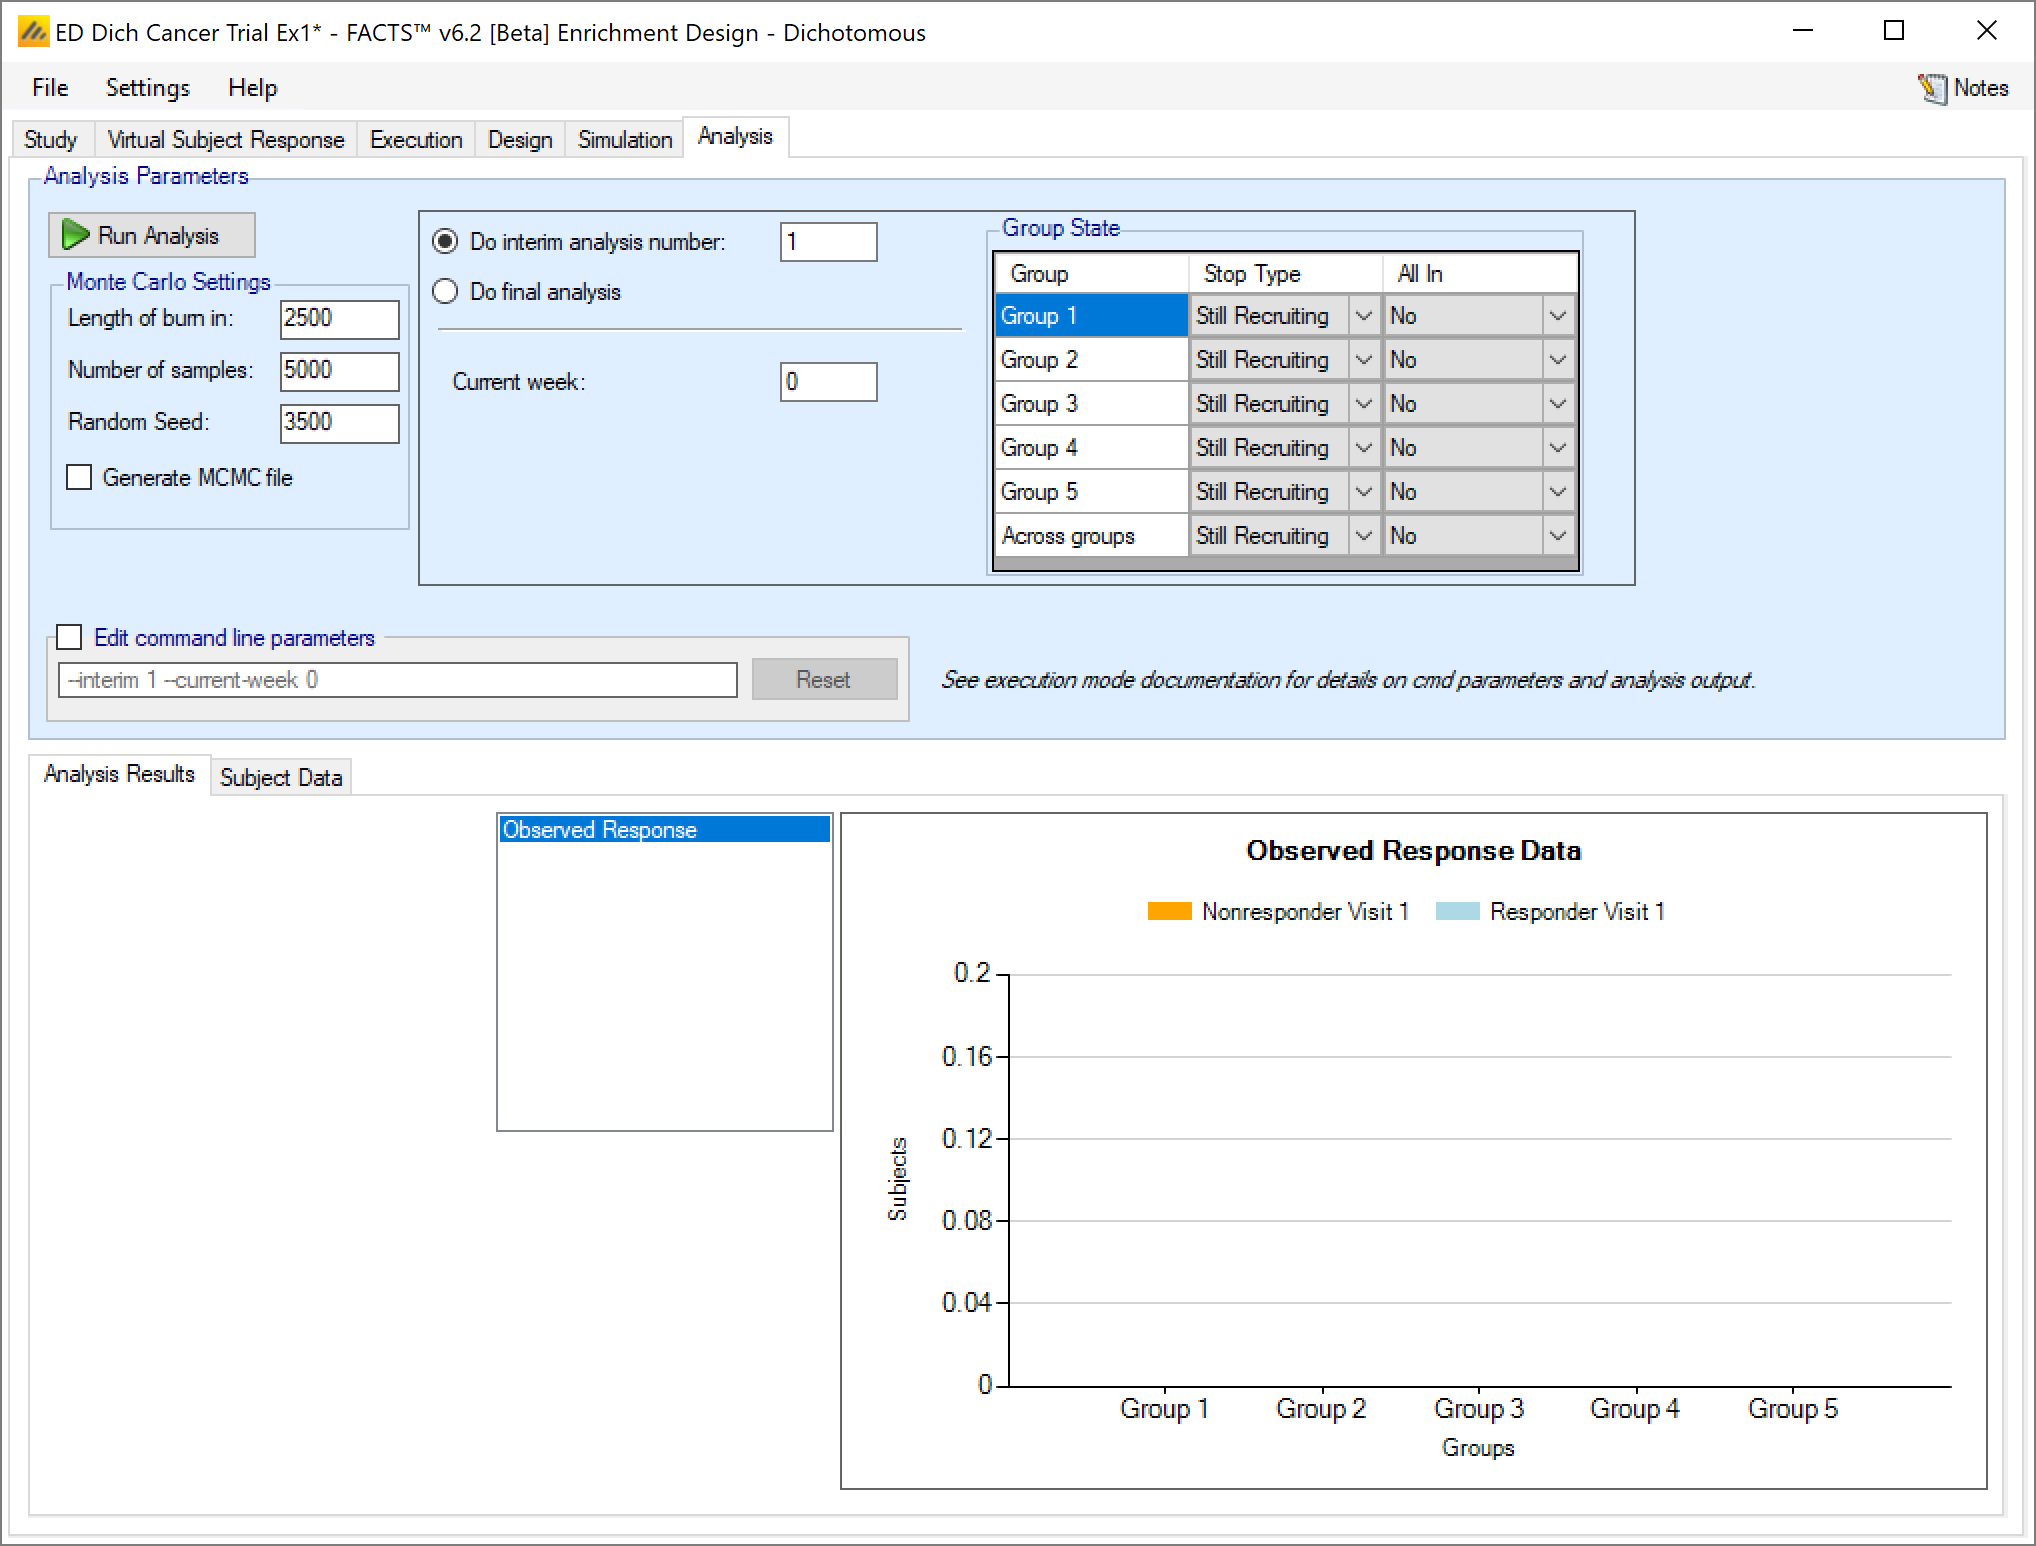 ED Dich Cancer Trial Ex1* - FACTS™ v6.2 [Beta] Enrichment Design - Dichotomous
File Settings Help Notes
Study Virtual Subject Response Execution Design Simulation Analysis
Analysis Parameters
Run Analysis
Monte Carlo Settings
Length of burn in: 2500
Number of samples: 5000
Random Seed: 3500
Generate MCMC file
Do interim analysis number: 1
Do final analysis
Current week: 0
Group State
Group Stop Type All In
Group 1 Still Recruiting No
Group 2 Still Recruiting No
Group 3 Still Recruiting No
Group 4 Still Recruiting No
Group 5 Still Recruiting No
Across groups Still Recruiting No
Edit command line parameters
--interim 1 --current-week 0 Reset
See execution mode documentation for details on cmd parameters and analysis output.
Analysis Results Subject Data
Observed Response
Observed Response Data
Nonresponder Visit 1 Responder Visit 1
0.2
0.16
0.12
0.08
0.04
0
Subjects
Group 1 Group 2 Group 3 Group 4 Group 5
Groups